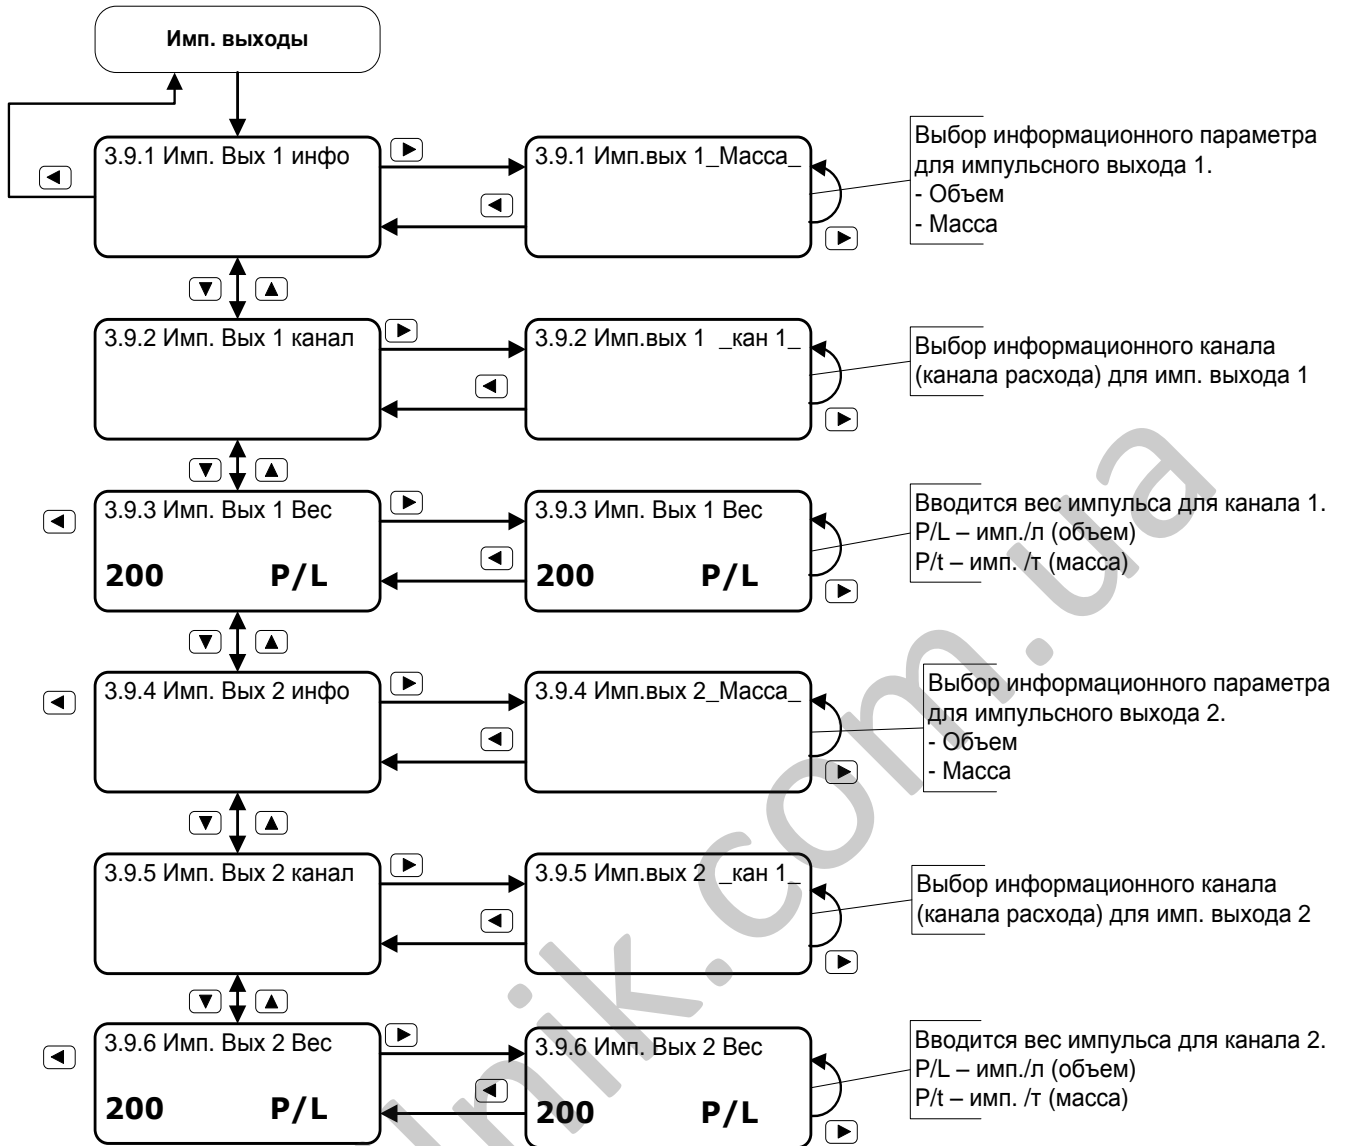 Имп. выходы
3.9.1 Имп. Вых 1 инфо
3.9.1 Имп.вых 1_Масса_
Выбор информационного параметра
для импульсного выхода 1.
- Объем
- Масса
3.9.2 Имп. Вых 1 канал
3.9.2 Имп.вых 1 _кан 1_
Выбор информационного канала
(канала расхода) для имп. выхода 1
3.9.3 Имп. Вых 1 Вес
200 P/L
3.9.3 Имп. Вых 1 Вес
200 P/L
Вводится вес импульса для канала 1.
P/L – имп./л (объем)
P/t – имп. /т (масса)
3.9.4 Имп. Вых 2 инфо
3.9.4 Имп.вых 2_Масса_
Выбор информационного параметра
для импульсного выхода 2.
- Объем
- Масса
3.9.5 Имп. Вых 2 канал
3.9.5 Имп.вых 2 _кан 1_
Выбор информационного канала
(канала расхода) для имп. выхода 2
3.9.6 Имп. Вых 2 Вес
200 P/L
3.9.6 Имп. Вых 2 Вес
200 P/L
Вводится вес импульса для канала 2.
P/L – имп./л (объем)
P/t – имп. /т (масса)
lnik.com.ua